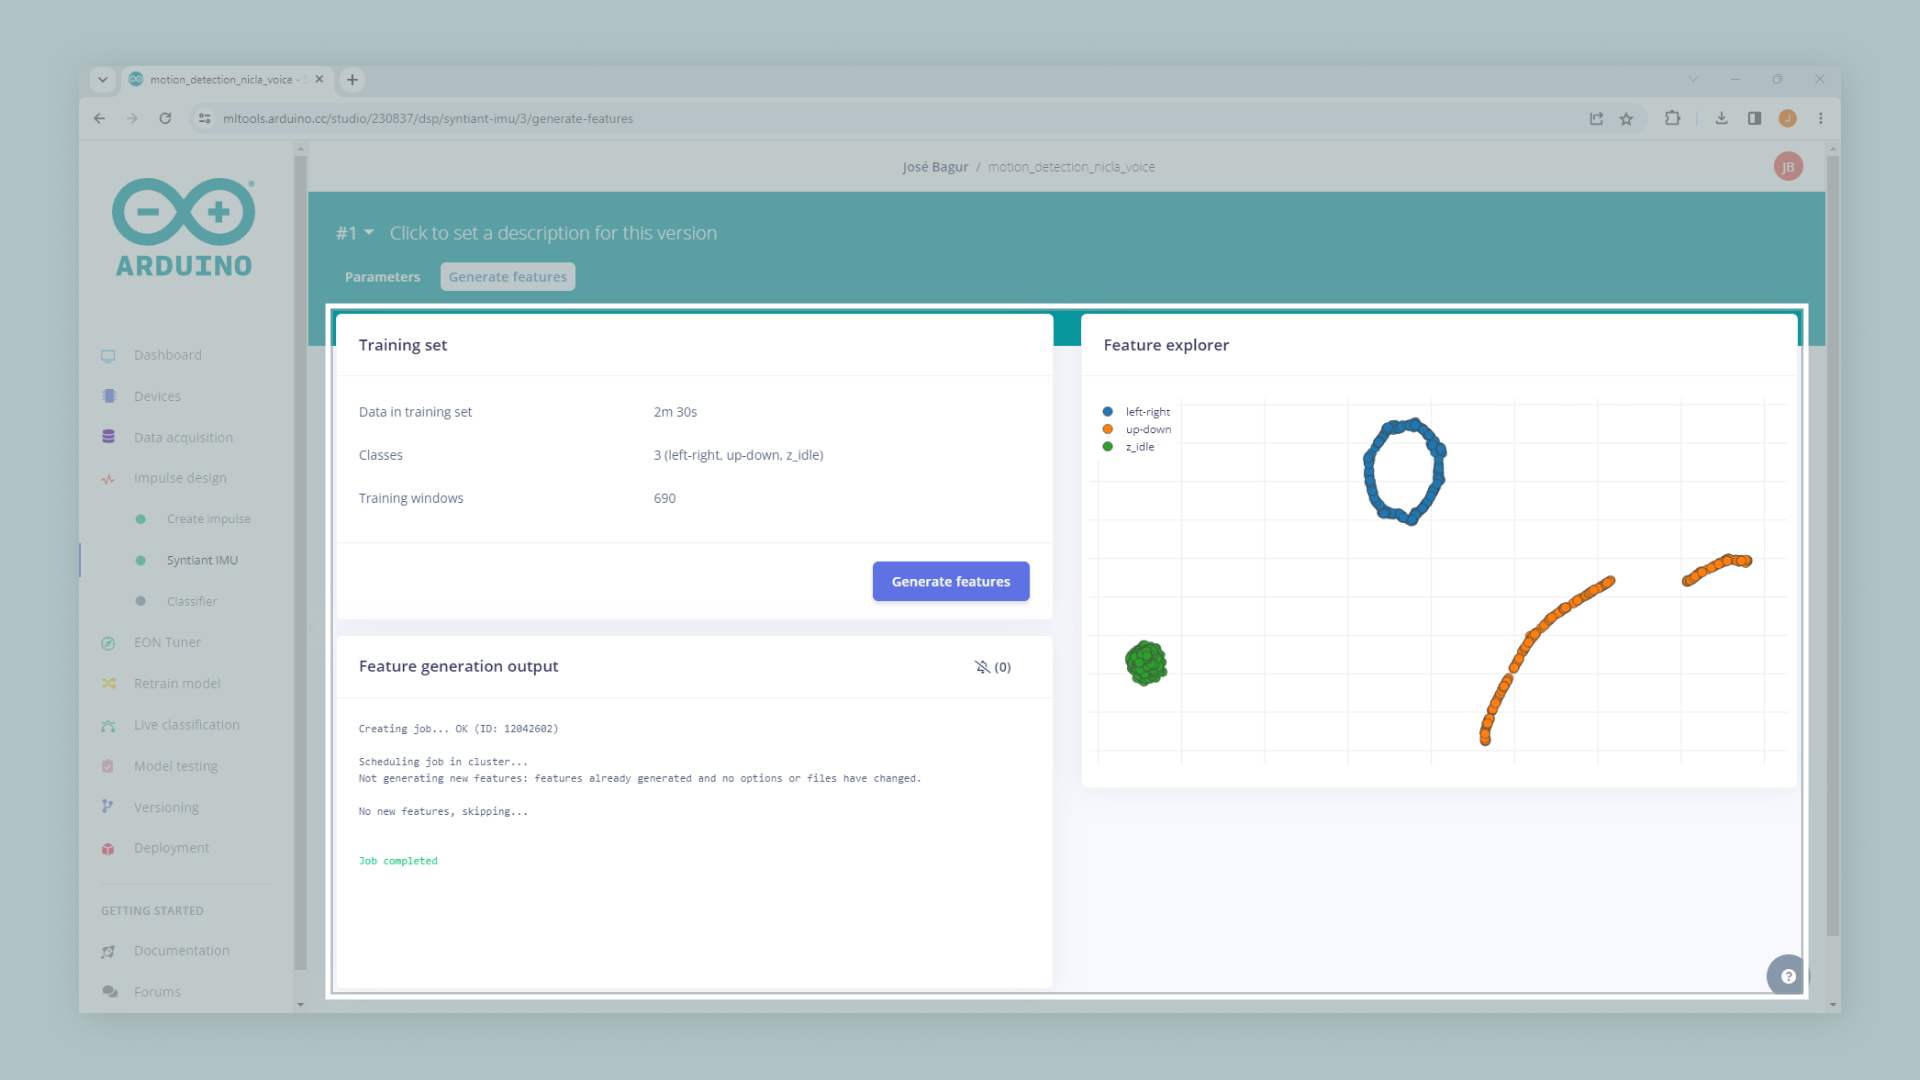 motion_detection_nicla_voice -
mltools.arduino.cc/studio/230837/dsp/syntiant-imu/3/generate-features
J
José Bagur / motion_detection_nicla_voice
JB
ARDUINO
#1 Click to set a description for this version
Parameters Generate features
Dashboard
Devices
Data acquisition
Impulse design
Create impulse
Syntiant IMU
Classifier
EON Tuner
Retrain model
Live classification
Model testing
Versioning
Deployment
GETTING STARTED
Documentation
Forums
Training set
Data in training set 2m 30s
Classes 3 (left-right, up-down, z_idle)
Training windows 690
Generate features
Feature generation output (0)
Creating job... OK (ID: 12042602)
Scheduling job in cluster...
Not generating new features: features already generated and no options or files have changed.
No new features, skipping...
Job completed
Feature explorer
left-right
up-down
z_idle
?